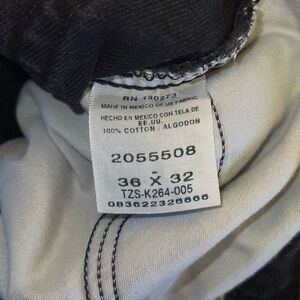 RN 130273
MADE IN MEXICO OF US FABRIC
HECHO EN MEXICO CON TELA DE
EE.UU.
100% COTTON / ALGODON
2055508
-
36 X 32
TZS-K264-005
083622326666